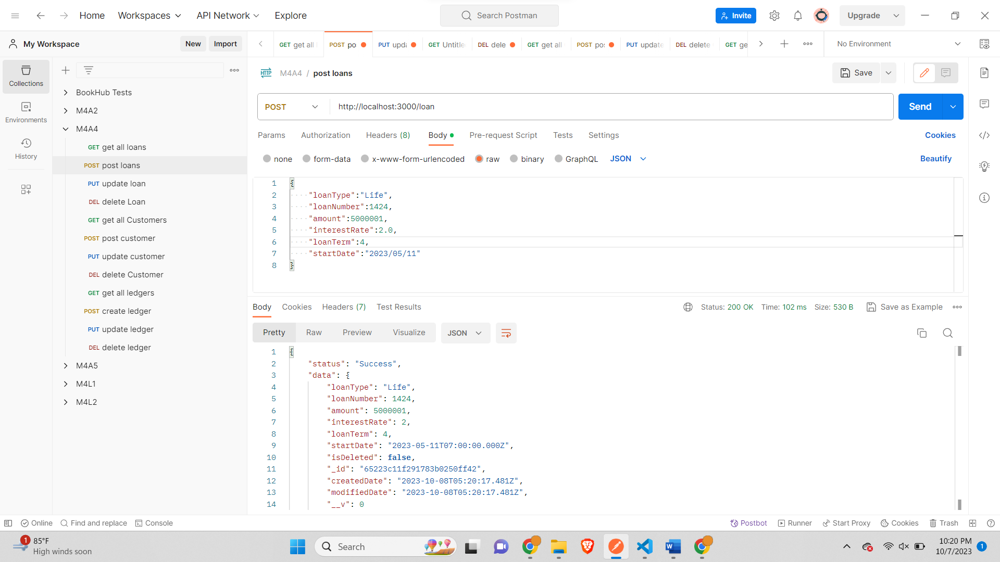 Home Workspaces API Network Explore Search Postman Invite Upgrade
My Workspace New Import GET get all POST po PUT upda GET Untitle DEL dele GET get all POST pos PUT update DEL delete GET ge No Environment
Collections
Environments
History
BookHub Tests
M4A2
M4A4
GET get all loans
POST post loans
PUT update loan
DEL delete Loan
GET get all Customers
POST post customer
PUT update customer
DEL delete Customer
GET get all ledgers
POST create ledger
PUT update ledger
DEL delete ledger
M4A5
M4L1
M4L2
HTTP M4A4 / post loans Save
POST http://localhost:3000/loan Send
Params Authorization Headers (8) Body Pre-request Script Tests Settings Cookies
none form-data x-www-form-urlencoded raw binary GraphQL JSON Beautify
1 {
2 "loanType":"Life",
3 "loanNumber":1424,
4 "amount":5000001,
5 "interestRate":2.0,
6 "loanTerm":4,
7 "startDate":"2023/05/11"
8 }
Body Cookies Headers (7) Test Results Status: 200 OK Time: 102 ms Size: 530 B Save as Example
Pretty Raw Preview Visualize JSON
1 {
2 "status": "Success",
3 "data": {
4 "loanType": "Life",
5 "loanNumber": 1424,
6 "amount": 5000001,
7 "interestRate": 2,
8 "loanTerm": 4,
9 "startDate": "2023-05-11T07:00:00.000Z",
10 "isDeleted": false,
11 "_id": "65223c11f291783b0250ff42",
12 "createdDate": "2023-10-08T05:20:17.481Z",
13 "modifiedDate": "2023-10-08T05:20:17.481Z",
14 "__v": 0
Online Find and replace Console Postbot Runner Start Proxy Cookies Trash
1 85°F
High winds soon
Search
W
10:20 PM
10/7/2023
1